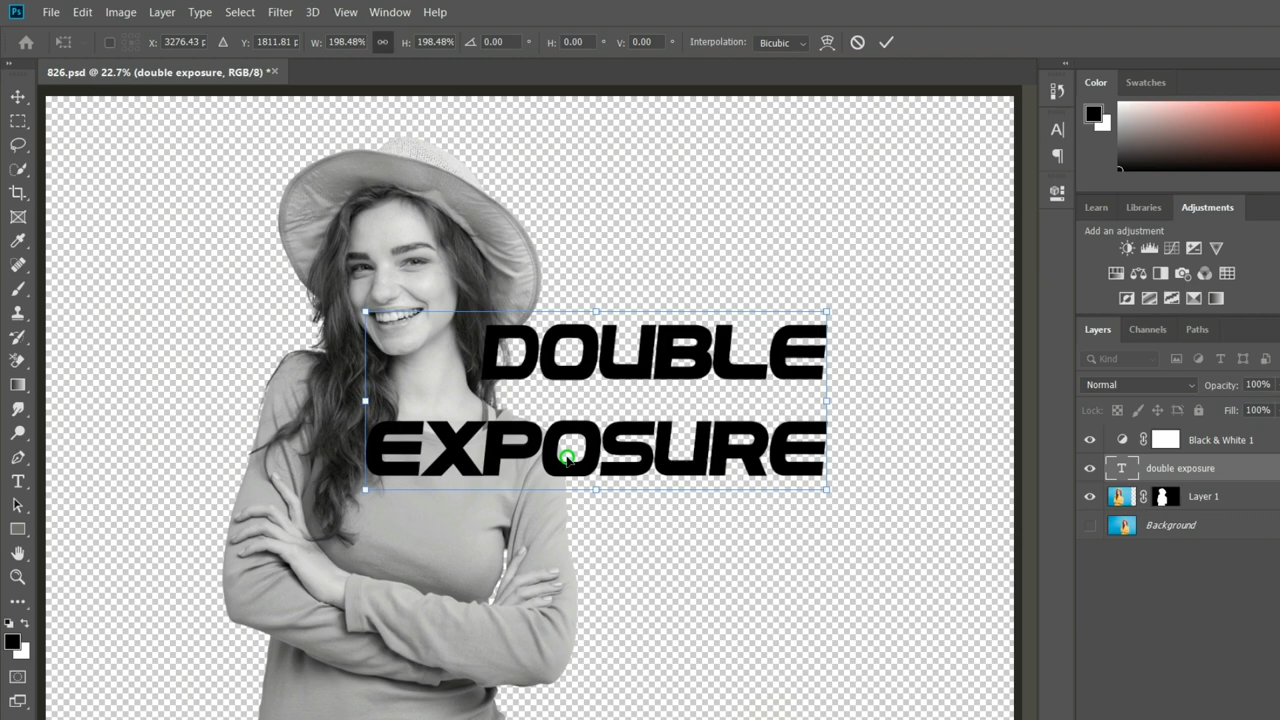 Ps File Edit Image Layer Type Select Filter 3D View Window Help
X: 3276.43 p Y: 1811.81 p W: 198.48% H: 198.48% 0.00 ° H: 0.00 ° V: 0.00 ° Interpolation: Bicubic
826.psd @ 22.7% (double exposure, RGB/8) *
Color Swatches
Learn Libraries Adjustments
Add an adjustment
DOUBLE
EXPOSURE
Layers Channels Paths
Kind
Normal Opacity: 100%
Lock: Fill: 100%
Black & White 1
T double exposure
Layer 1
Background